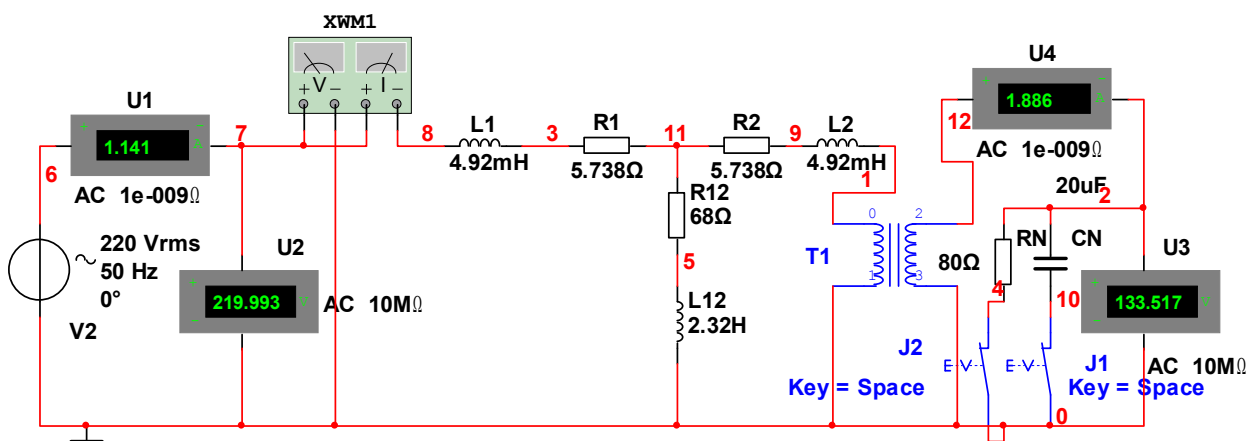 XWM1
+ V − + I −
U1
+ −
1.141 A
AC 1e-009Ω
6
7
8
L1
4.92mH
3
R1
5.738Ω
11
R2
5.738Ω
9
L2
4.92mH
1
U4
+ −
1.886 A
12
AC 1e-009Ω
20uF
2
220 Vrms
50 Hz
0°
V2
U2
+
219.993 V
−
AC 10MΩ
R12
68Ω
5
L12
2.32H
T1
0
1
2
3
80Ω
RN
CN
4
10
U3
+
133.517 V
−
AC 10MΩ
J2
Key = Space
J1
Key = Space
0